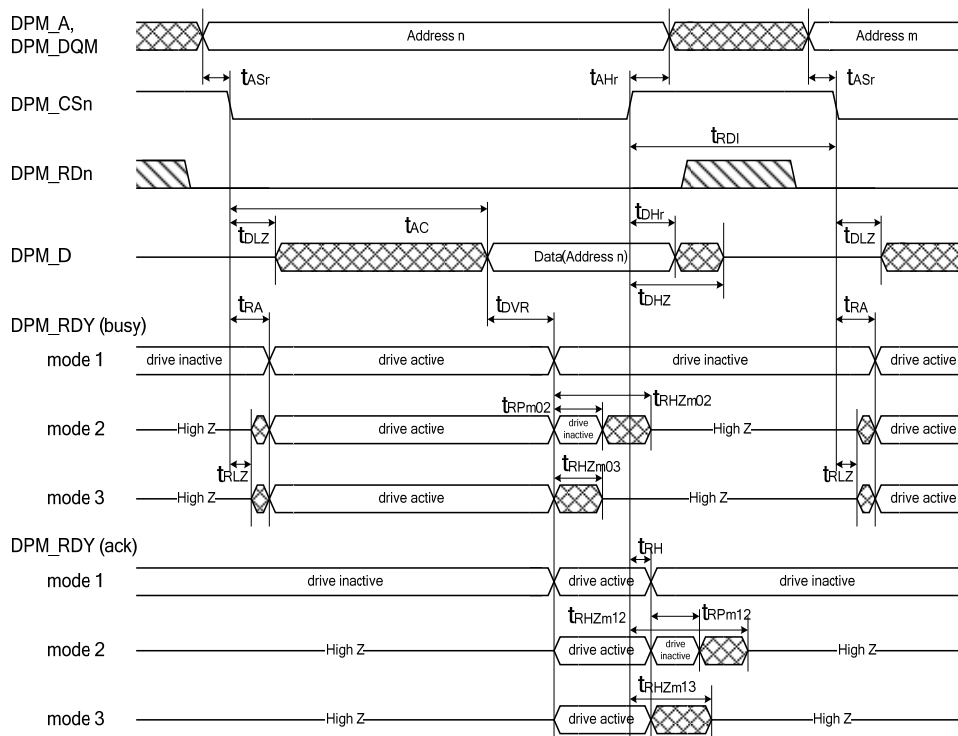 DPM_A,
DPM_DQM
Address n
Address m
tASr
tAHr
tASr
DPM_CSn
tRDI
DPM_RDn
tAC
tDHr
tDLZ
tDLZ
DPM_D
Data(Address n)
tDHZ
tRA
tDVR
tRA
DPM_RDY (busy)
mode 1
drive inactive
drive active
drive inactive
drive active
tRPm02
tRHZm02
mode 2
High Z
drive active
drive
inactive
High Z
drive active
tRLZ
tRHZm03
tRLZ
mode 3
High Z
drive active
High Z
drive active
DPM_RDY (ack)
tRH
mode 1
drive inactive
drive active
drive inactive
tRHZm12
tRPm12
mode 2
High Z
drive active
drive
inactive
High Z
tRHZm13
mode 3
High Z
drive active
High Z